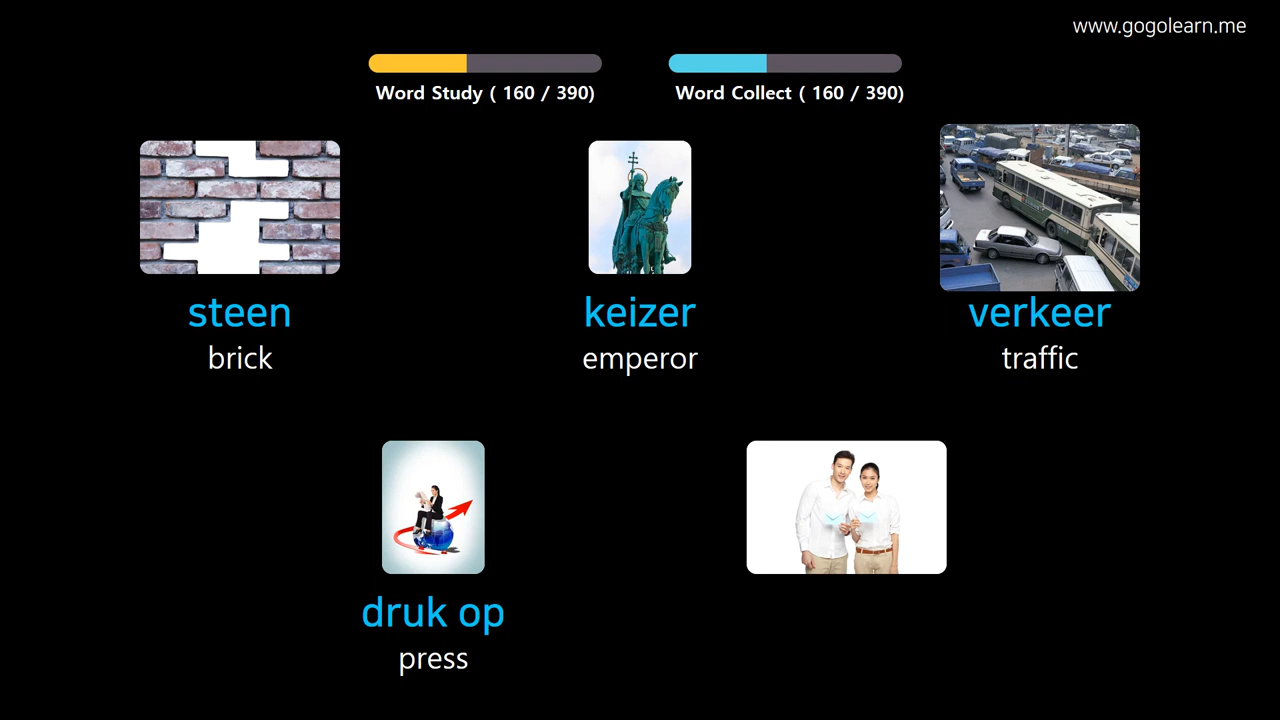 www.gogolearn.me
Word Study ( 160 / 390)
Word Collect ( 160 / 390)
steen
brick
keizer
emperor
verkeer
traffic
druk op
press